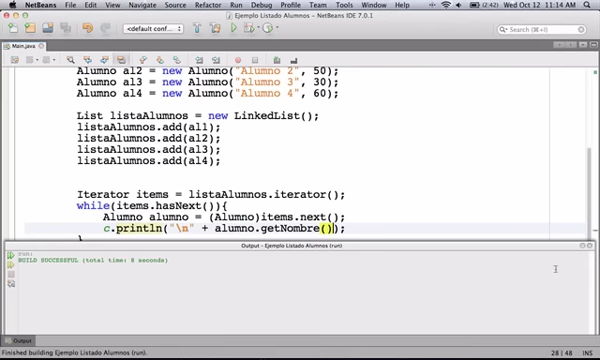 NetBeans File Edit View Navigate Source Refactor Run Debug Profile Team Tools Window Help (2:42) Wed Oct 12 11:14 AM
Ejemplo Listado Alumnos – NetBeans IDE 7.0.1
<default conf... Search (⌘+I)
Main.java
Alumno al2 = new Alumno("Alumno 2", 50);
Alumno al3 = new Alumno("Alumno 3", 30);
Alumno al4 = new Alumno("Alumno 4", 60);
List listaAlumnos = new LinkedList();
listaAlumnos.add(al1);
listaAlumnos.add(al2);
listaAlumnos.add(al3);
listaAlumnos.add(al4);
Iterator items = listaAlumnos.iterator();
while(items.hasNext()){
Alumno alumno = (Alumno)items.next();
c.println("\n" + alumno.getNombre());
}
Output – Ejemplo Listado Alumnos (run)
run:
BUILD SUCCESSFUL (total time: 8 seconds)
Output
Finished building Ejemplo Listado Alumnos (run). 28 | 48 INS